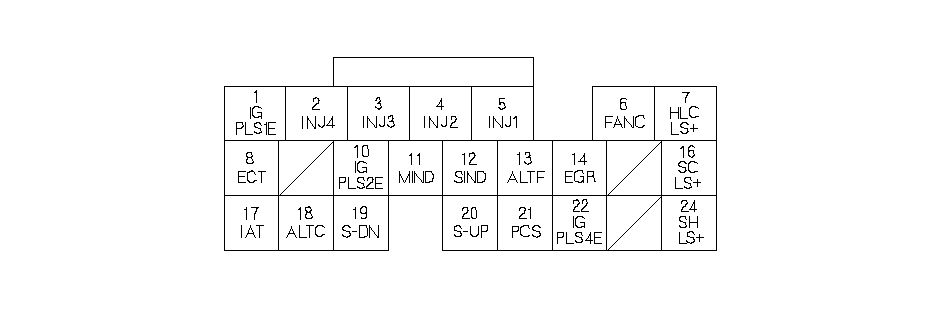 1
IG
PLS1E
2
INJ4
3
INJ3
4
INJ2
5
INJ1
6
FANC
7
HLC
LS+
8
ECT
10
IG
PLS2E
11
MIND
12
SIND
13
ALTF
14
EGR
16
SC
LS+
17
IAT
18
ALTC
19
S-DN
20
S-UP
21
PCS
22
IG
PLS4E
24
SH
LS+